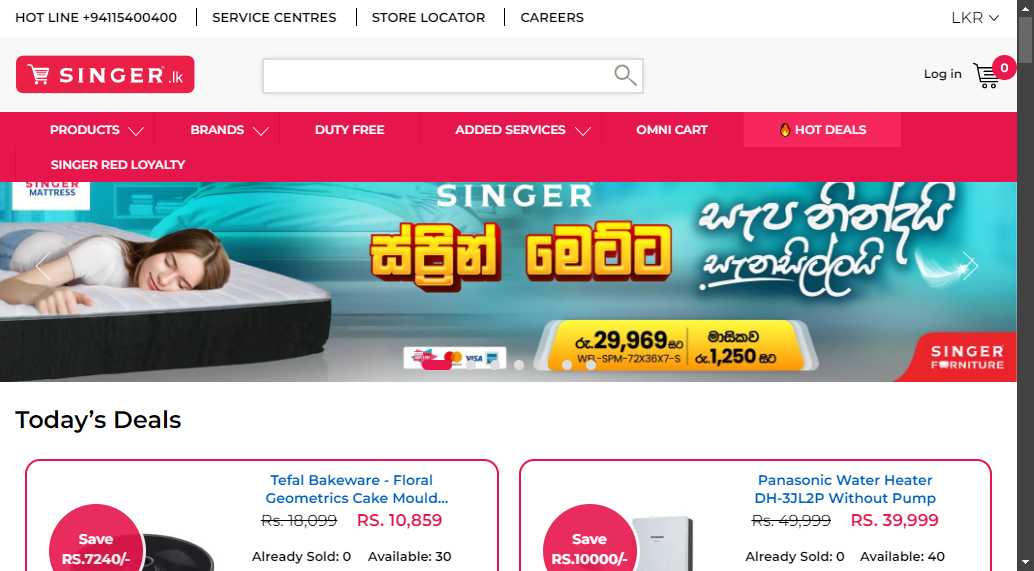 HOT LINE +94115400400
SERVICE CENTRES
STORE LOCATOR
CAREERS
LKR
SINGER.lk
Log in
0
PRODUCTS
BRANDS
DUTY FREE
ADDED SERVICES
OMNI CART
HOT DEALS
SINGER RED LOYALTY
SINGER
MATTRESS
SINGER
ස්ප්‍රින් මෙට්ට
සැප නින්දයි
සැනසිල්ලයි
රු.29,969සට
WFL-SPM-72X36X7-S
මාසිකව
රු.1,250 සට
VISA
SINGER
FURNITURE
Today’s Deals
Tefal Bakeware - Floral
Geometrics Cake Mould...
Rs. 18,099 RS. 10,859
Save
RS.7240/-
Already Sold: 0 Available: 30
Panasonic Water Heater
DH-3JL2P Without Pump
Rs. 49,999 RS. 39,999
Save
RS.10000/-
Already Sold: 0 Available: 40